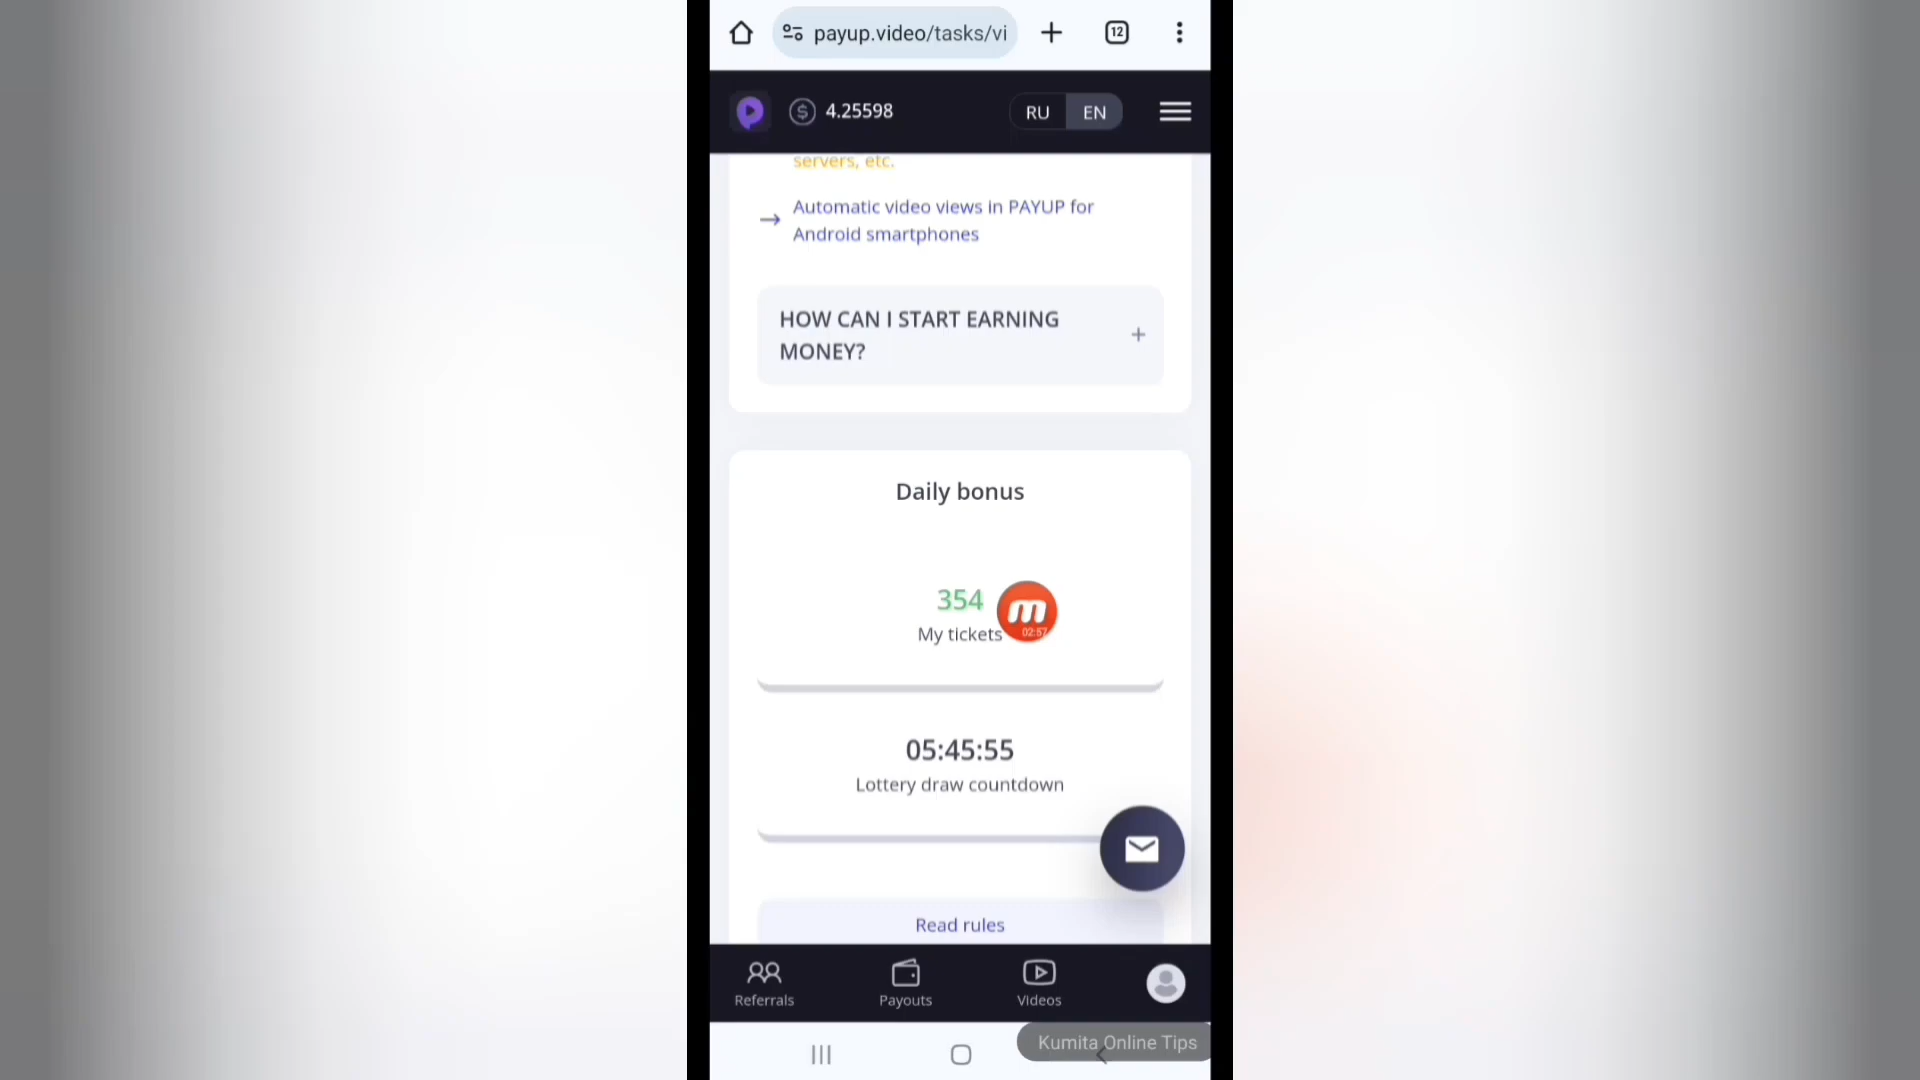 12
payup.video/tasks/vi
4.25598
RU
EN
servers, etc.
Automatic video views in PAYUP for
Android smartphones
HOW CAN I START EARNING
MONEY?
Daily bonus
354
My tickets
m
02:57
05:45:55
Lottery draw countdown
Read rules
Referrals
Payouts
Videos
Kumita Online Tips